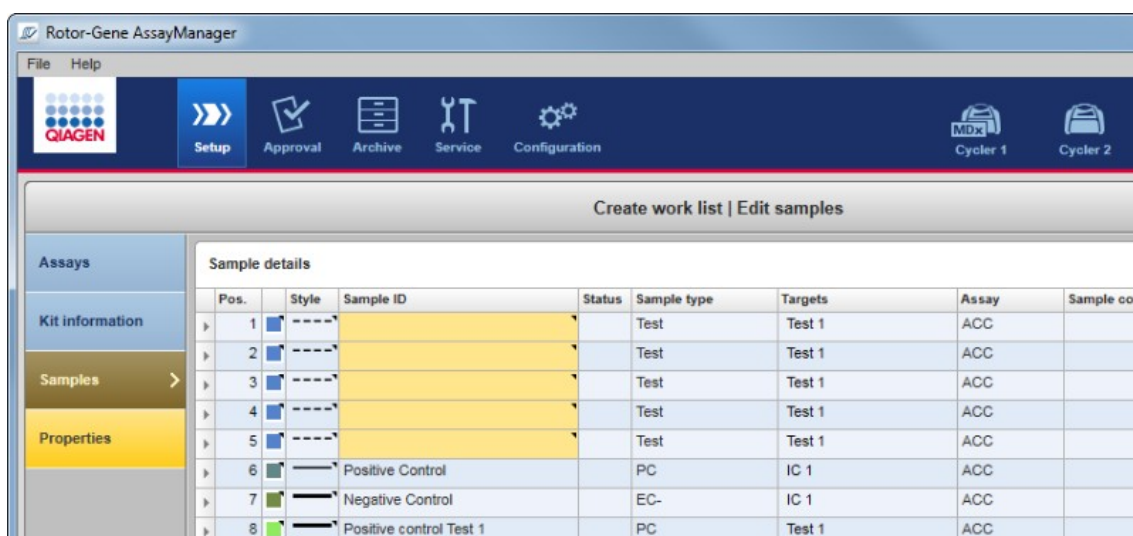 Rotor-Gene AssayManager
File Help
QIAGEN
MDx
Setup Approval Archive Service Configuration Cycler 1 Cycler 2
Create work list | Edit samples
Assays
Kit information
Samples
Properties
Sample details
Pos. Style Sample ID Status Sample type Targets Assay Sample co
1 Test Test 1 ACC
2 Test Test 1 ACC
3 Test Test 1 ACC
4 Test Test 1 ACC
5 Test Test 1 ACC
6 Positive Control PC IC 1 ACC
7 Negative Control EC- IC 1 ACC
8 Positive control Test 1 PC Test 1 ACC